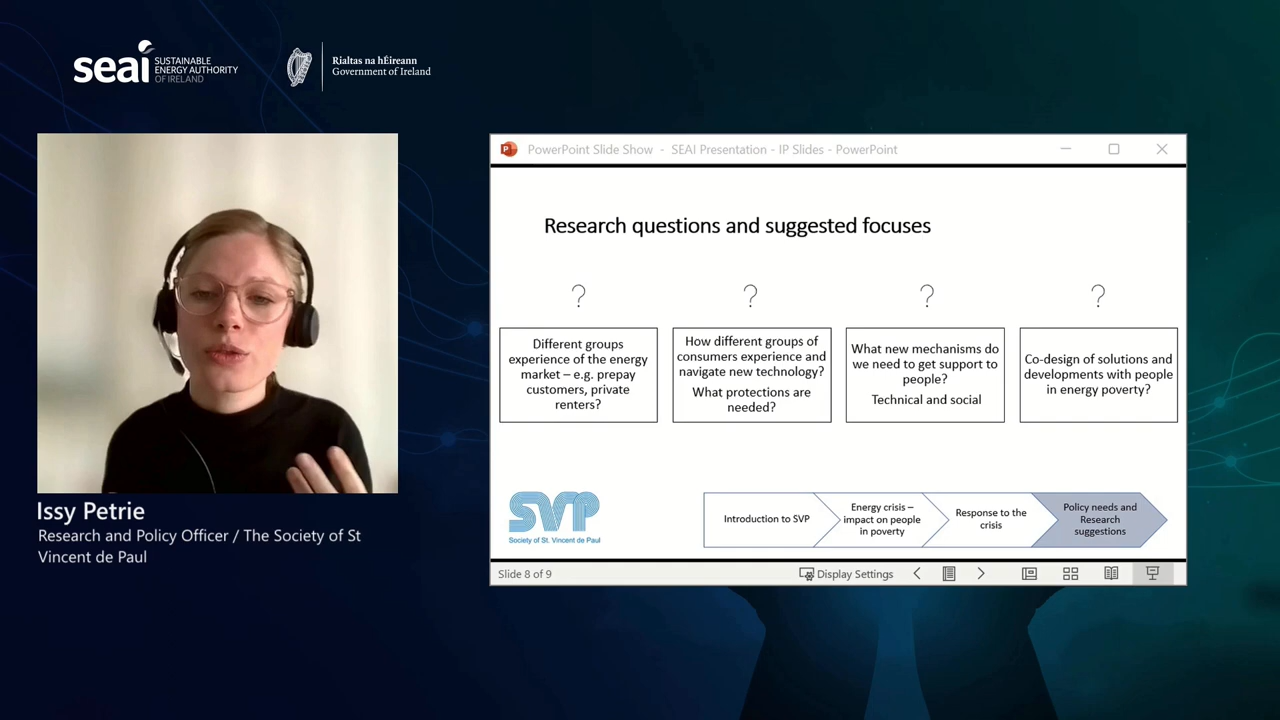 seai SUSTAINABLE
ENERGY AUTHORITY
OF IRELAND
Rialtas na hÉireann
Government of Ireland
PowerPoint Slide Show - SEAI Presentation - IP Slides - PowerPoint
Research questions and suggested focuses
? ? ? ?
Different groups
experience of the energy
market – e.g. prepay
customers, private
renters?
How different groups of
consumers experience and
navigate new technology?
What protections are
needed?
What new mechanisms do
we need to get support to
people?
Technical and social
Co-design of solutions and
developments with people
in energy poverty?
SVP
Society of St. Vincent de Paul
Introduction to SVP
Energy crisis –
impact on people
in poverty
Response to the
crisis
Policy needs and
Research
suggestions
Slide 8 of 9
Display Settings
Issy Petrie
Research and Policy Officer / The Society of St
Vincent de Paul